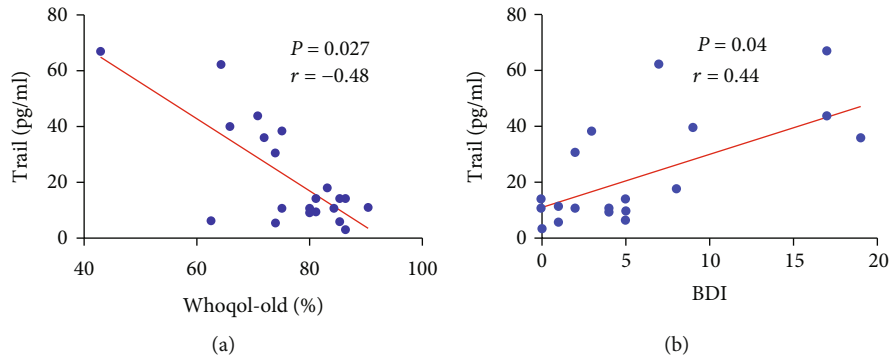 80
60
40
20
0
Trail (pg/ml)
P = 0.027
r = −0.48
40
60
80
100
Whoqol-old (%)
(a)
80
60
40
20
0
Trail (pg/ml)
P = 0.04
r = 0.44
0
5
10
15
20
BDI
(b)